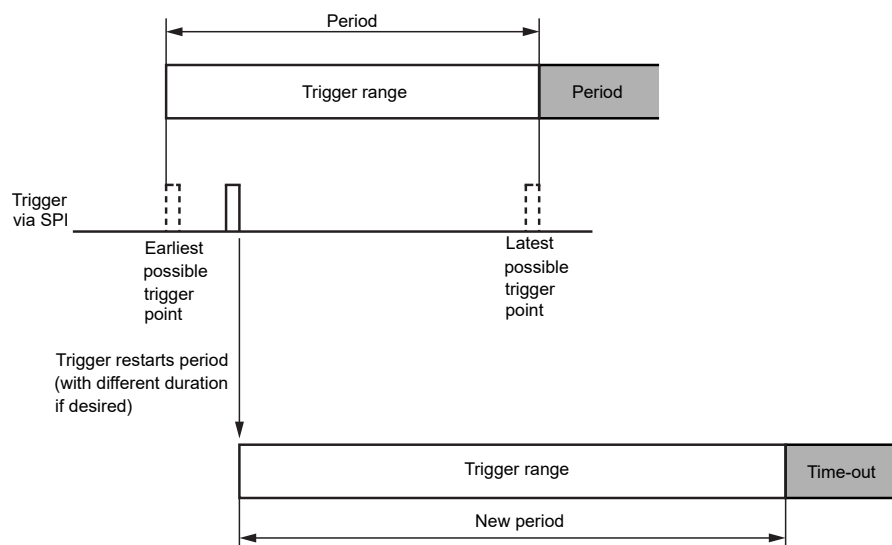 Period
Trigger range
Period
Trigger
via SPI
Earliest
possible
trigger
point
Latest
possible
trigger
point
Trigger restarts period
(with different duration
if desired)
Trigger range
Time-out
New period